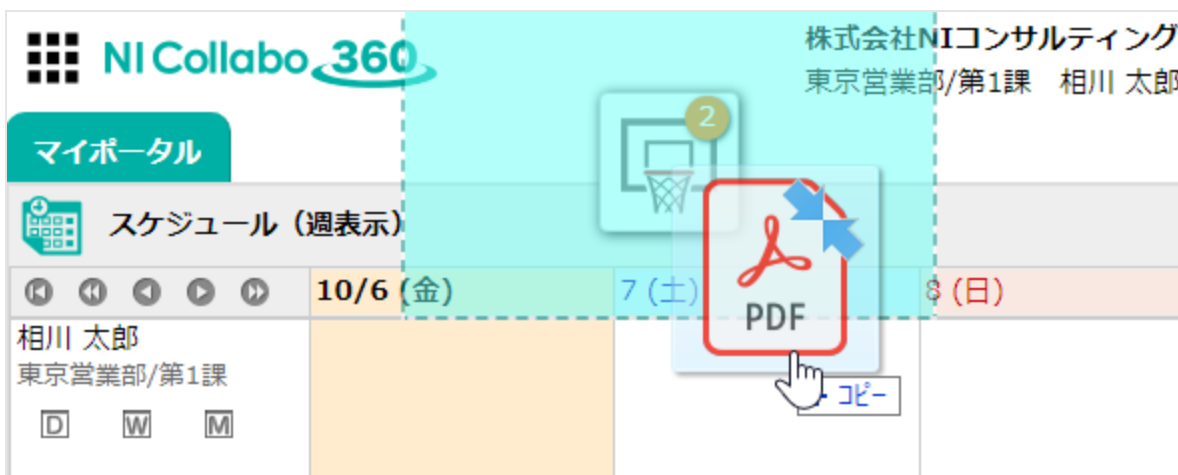 NI Collabo 360
株式会社NIコンサルティング
東京営業部/第1課 相川 太郎
マイポータル
2
スケジュール（週表示）
PDF
10/6 (金)
7 (土)
8 (日)
相川 太郎
東京営業部/第1課
D W M
コピー